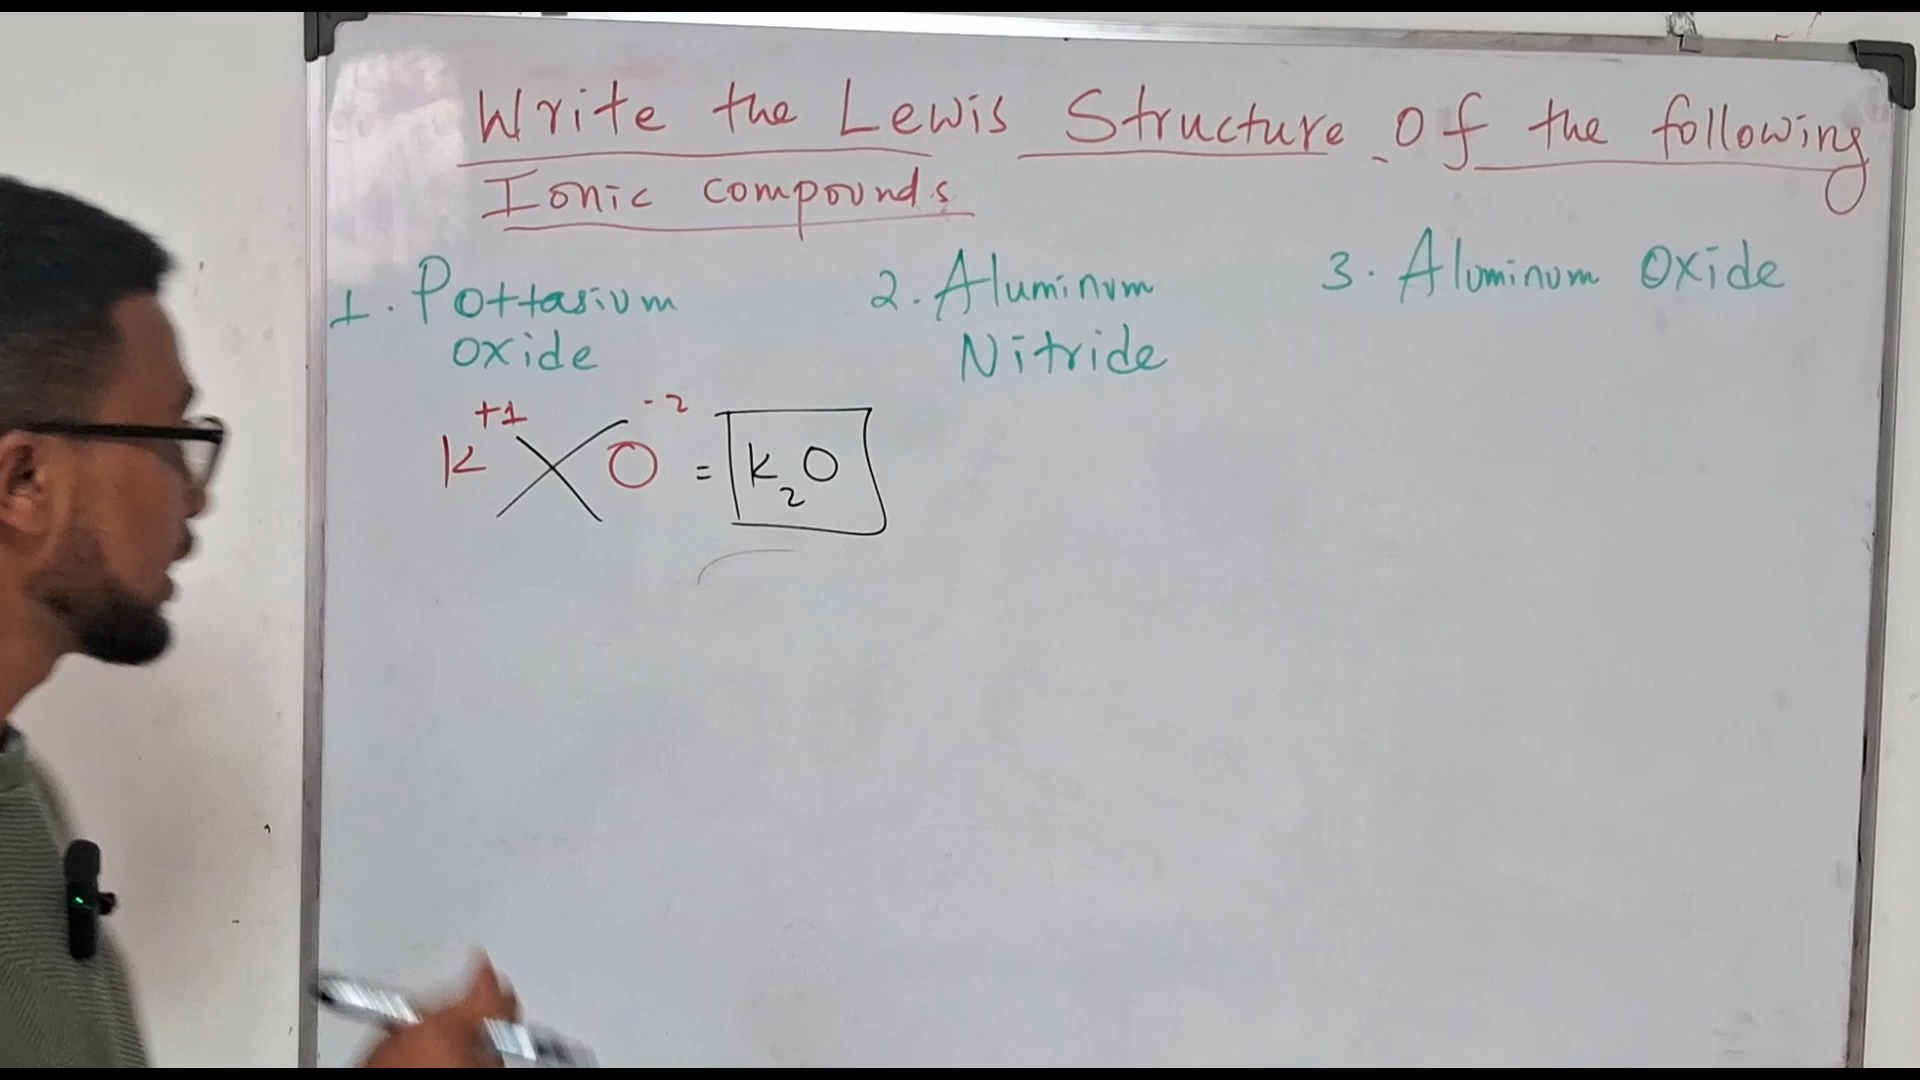 Write the Lewis Structure of the following
Ionic compounds
1. Pottasium
oxide
2. Aluminum
Nitride
3. Aluminum Oxide
K+1 O-2 = K2O